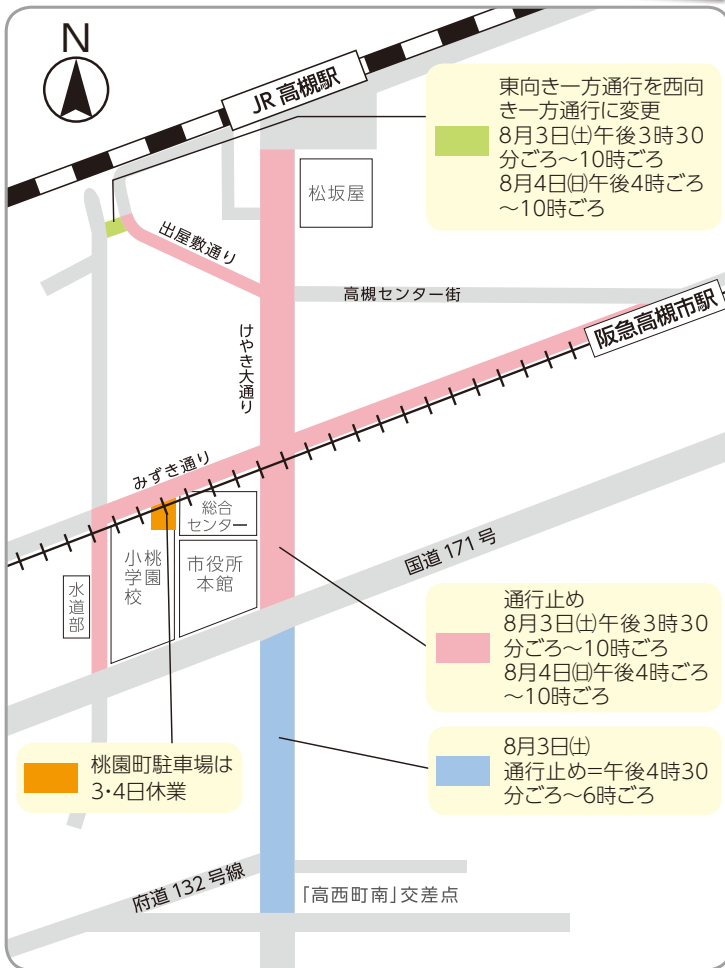 N
JR 高槻駅
東向き一方通行を西向
き一方通行に変更
8月3日㈯午後3時30
分ごろ～10時ごろ
8月4日㈰午後4時ごろ
～10時ごろ
松坂屋
出屋敷通り
高槻センター街
阪急高槻市駅
けやき大通り
みずき通り
総合
センター
国道 171 号
桃園
小学校
市役所
本館
水道部
通行止め
8月3日㈯午後3時30
分ごろ～10時ごろ
8月4日㈰午後4時ごろ
～10時ごろ
桃園町駐車場は
3・4日休業
8月3日㈯
通行止め=午後4時30
分ごろ～6時ごろ
府道 132 号線
「高西町南」交差点